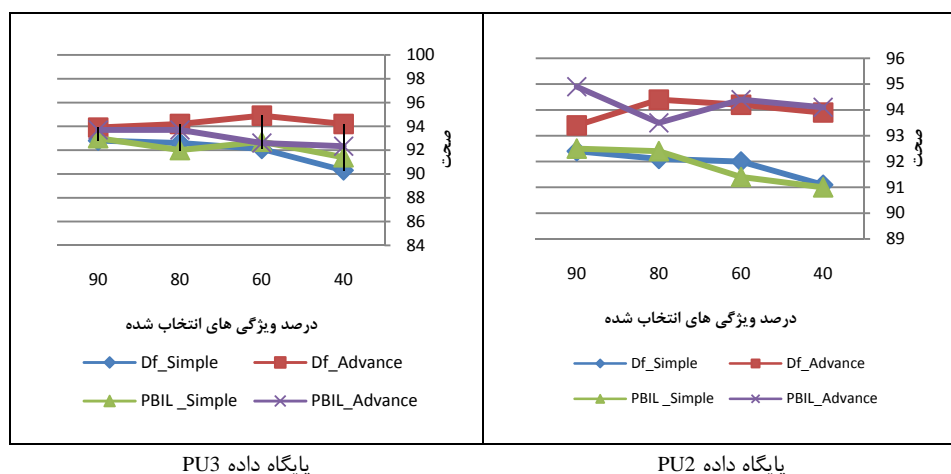 96
95
94
93
92
91
90
89
صحت
90
80
60
40
درصد ویژگی های انتخاب شده
Df_Simple
Df_Advance
PBIL _Simple
PBIL_Advance
پایگاه داده PU2
100
98
96
94
92
90
88
86
84
صحت
90
80
60
40
درصد ویژگی های انتخاب شده
Df_Simple
Df_Advance
PBIL _Simple
PBIL_Advance
پایگاه داده PU3